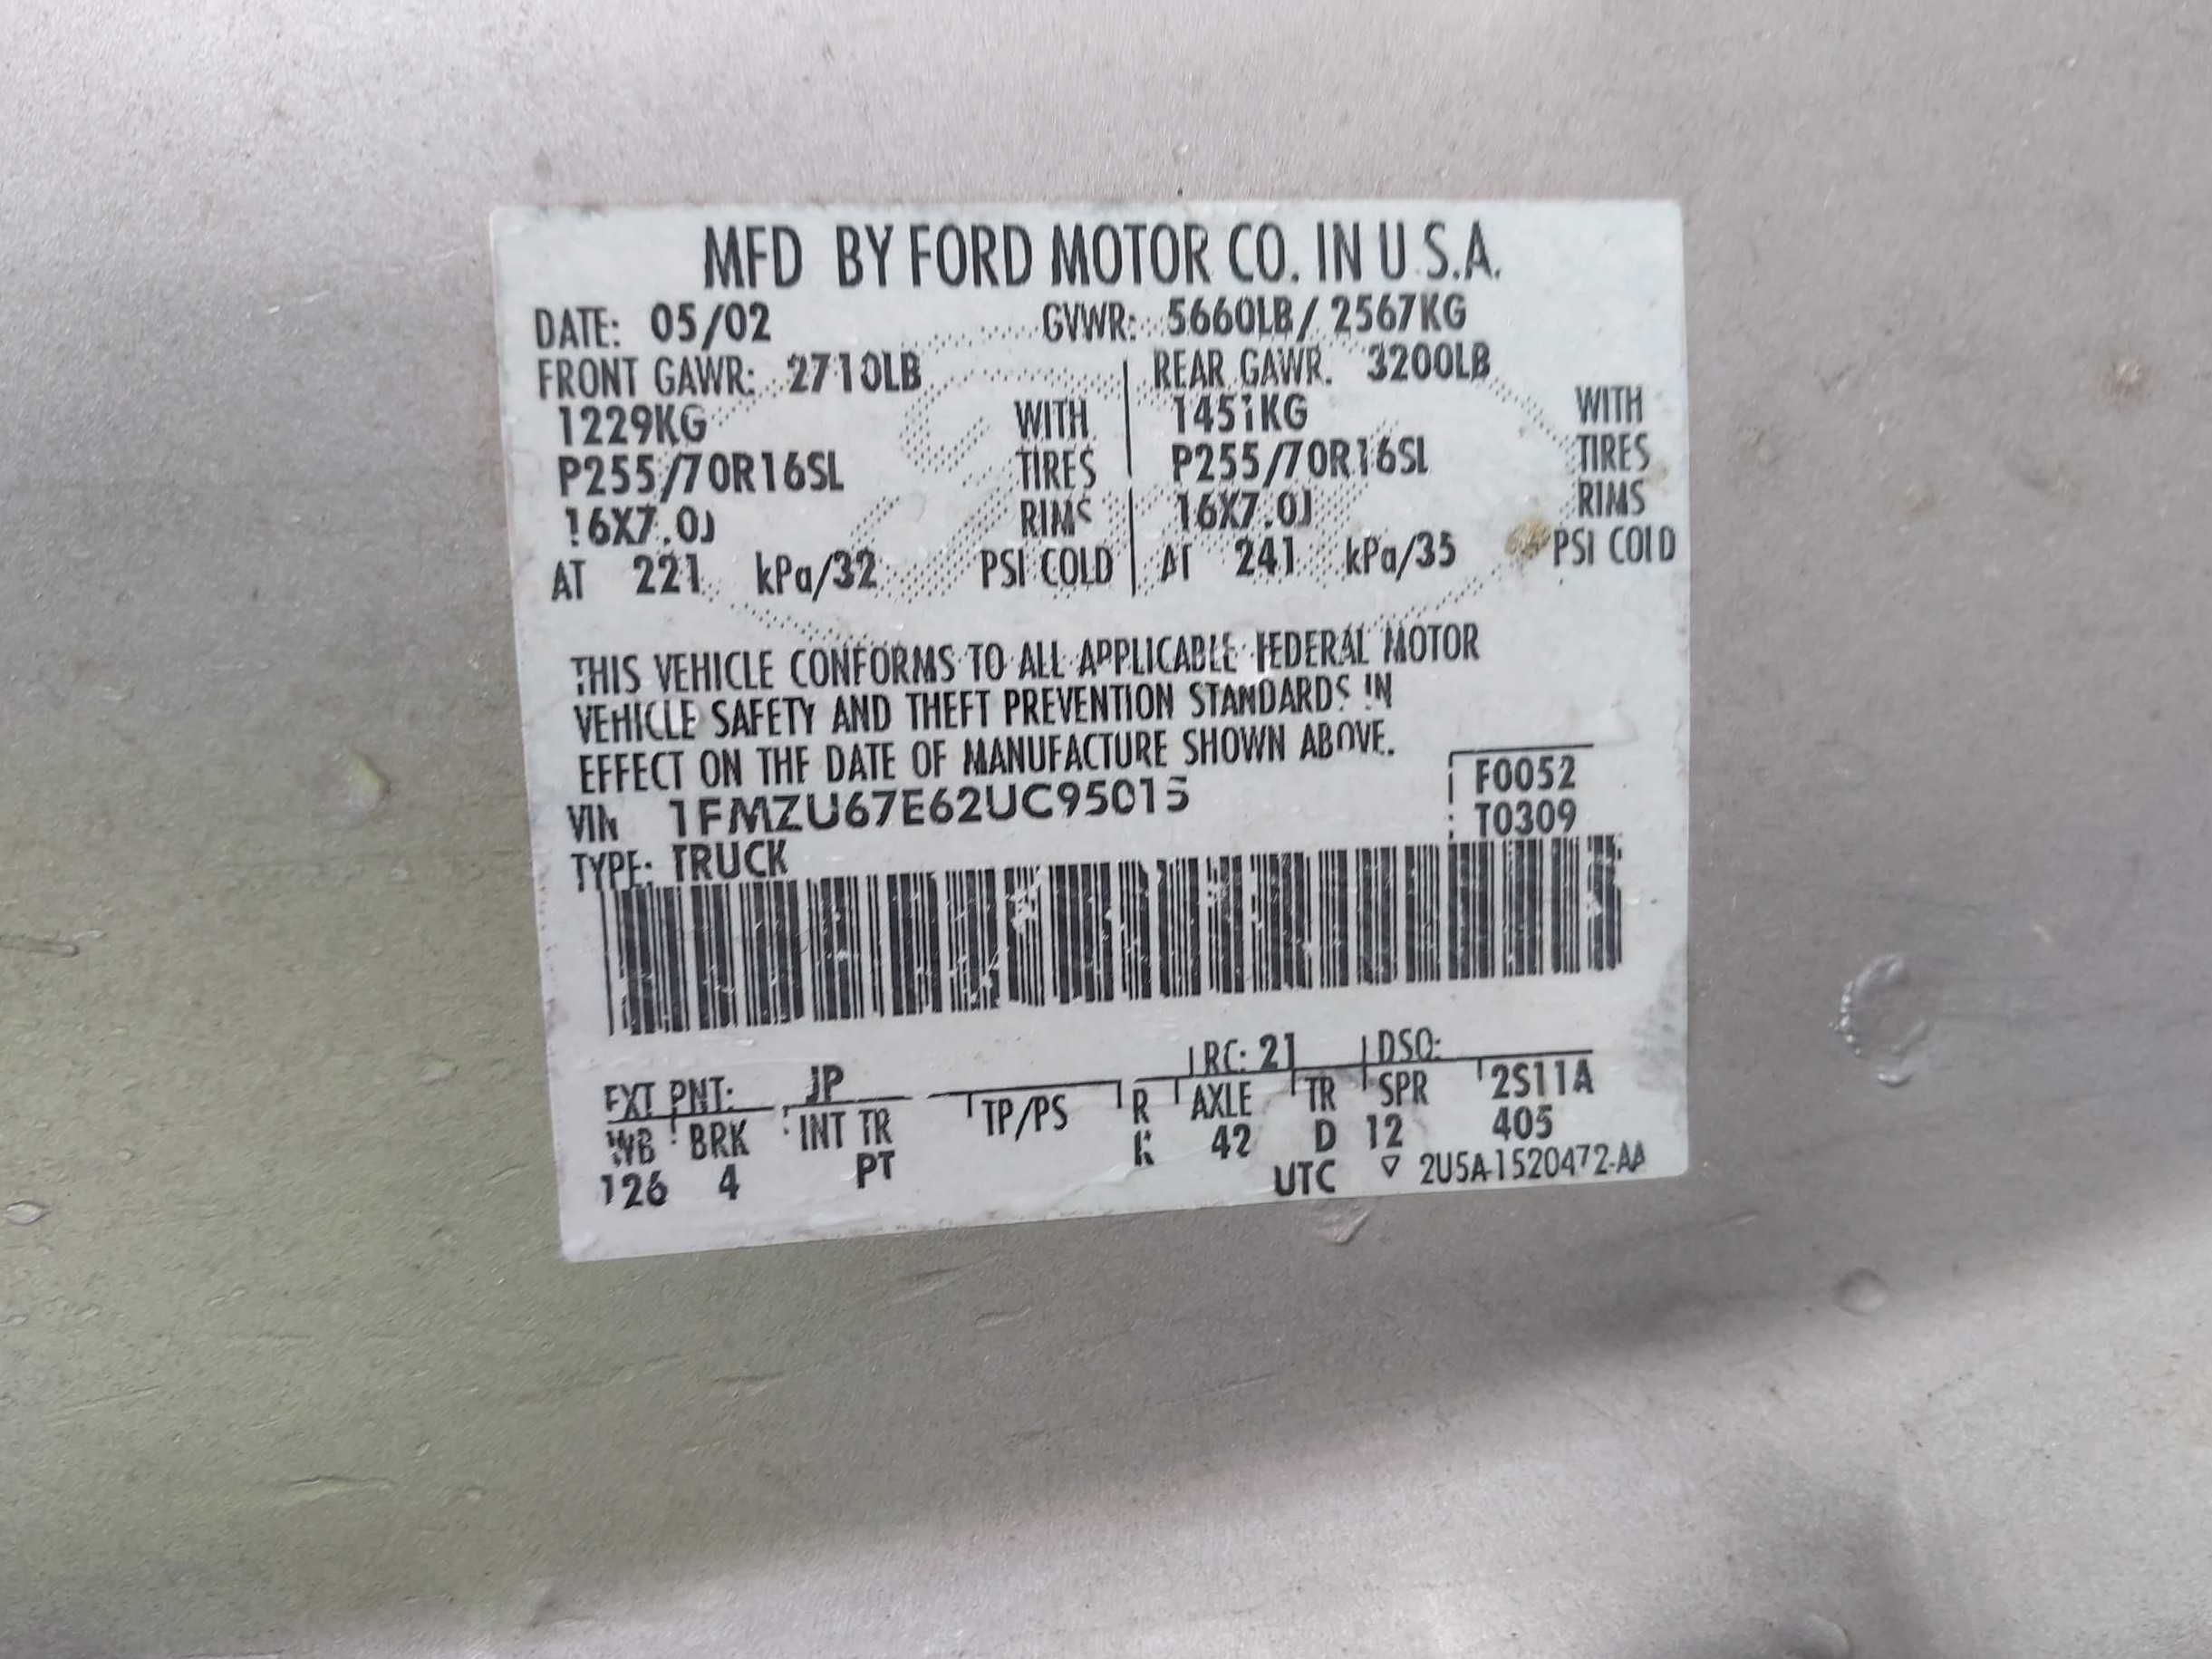 MFD BY FORD MOTOR CO. IN U.S.A.
DATE: 05/02 GVWR: 5660LB/ 2567KG
FRONT GAWR: 2710LB REAR GAWR: 3200LB
1229KG WITH 1451KG WITH
P255/70R16SL TIRES P255/70R16SL TIRES
16X7.0J RIMS 16X7.0J RIMS
AT 221 kPa/32 PSI COLD AT 241 kPa/35 PSI COLD
THIS VEHICLE CONFORMS TO ALL APPLICABLE FEDERAL MOTOR
VEHICLE SAFETY AND THEFT PREVENTION STANDARDS IN
EFFECT ON THE DATE OF MANUFACTURE SHOWN ABOVE.
F0052
VIN 1FMZU67E62UC95015
T0309
TYPE: TRUCK
EXT PNT: JP RC: 21 DSO:
WB BRK INT TR TP/PS R AXLE TR SPR 2S11A
126 4 PT K 42 D 12 405
UTC ▽ 2U5A-1520472-AA